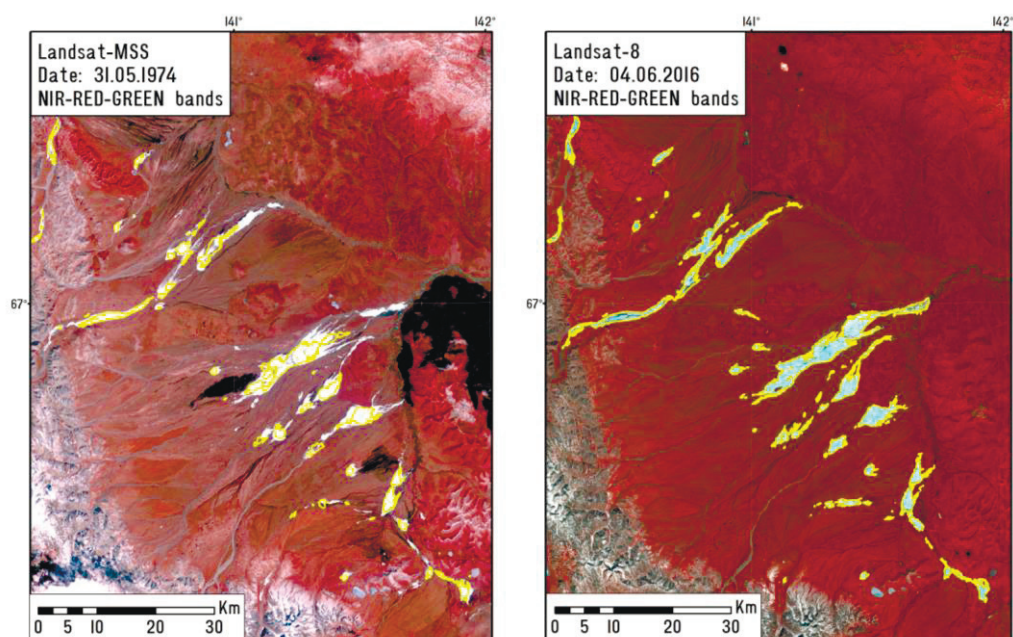 141°
142°
141°
142°
Landsat-MSS
Date: 31.05.1974
NIR-RED-GREEN bands
Landsat-8
Date: 04.06.2016
NIR-RED-GREEN bands
67°
67°
Km
0 5 10 20 30
Km
0 5 10 20 30